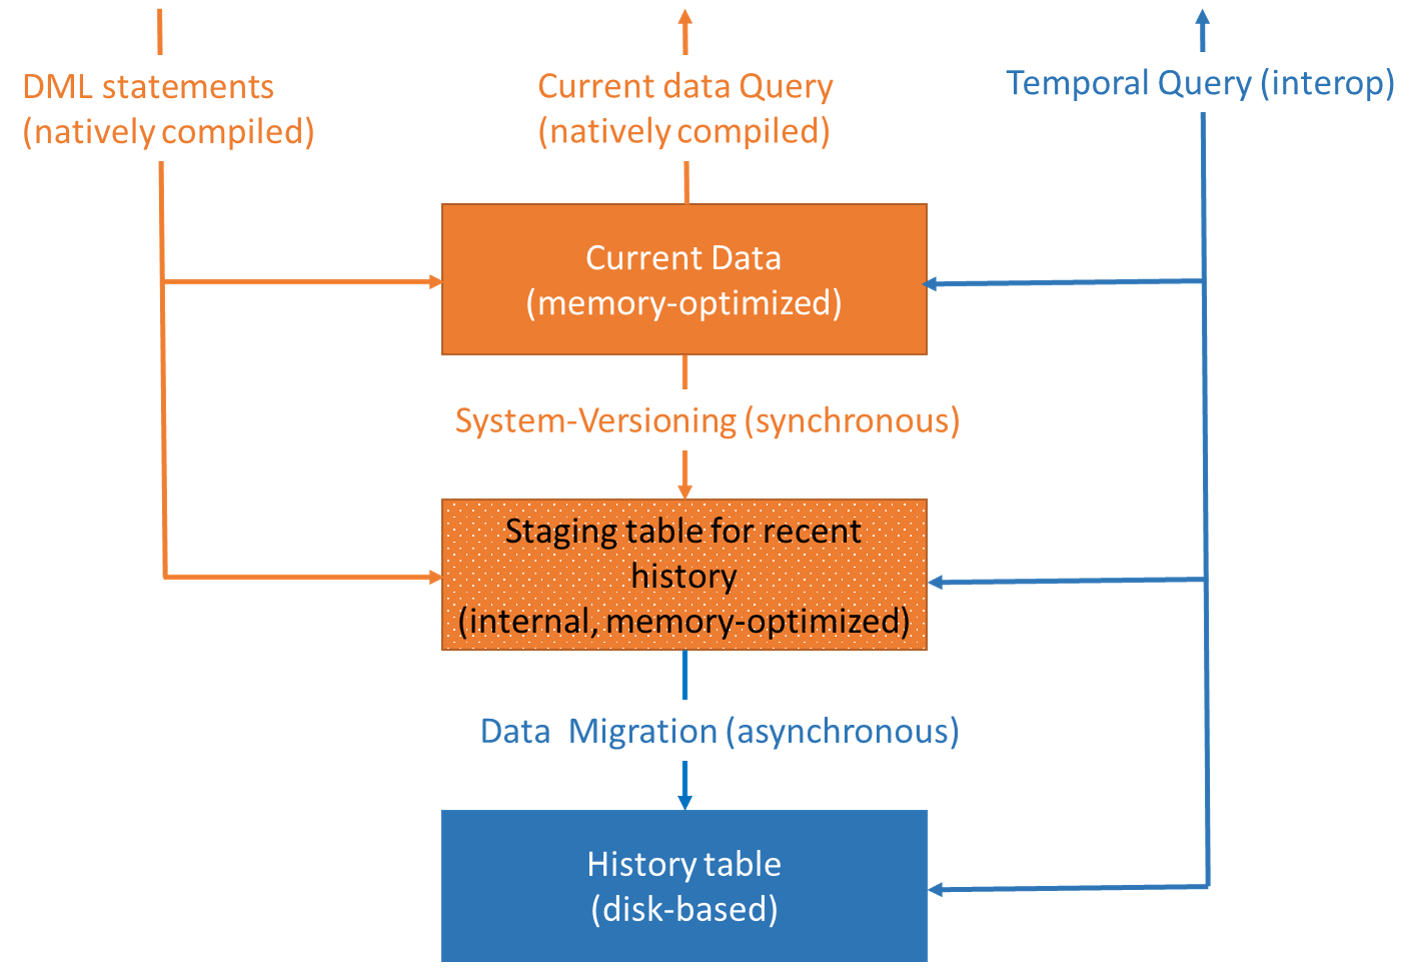 DML statements
(natively compiled)
Current data Query
(natively compiled)
Temporal Query (interop)
Current Data
(memory-optimized)
System-Versioning (synchronous)
Staging table for recent
history
(internal, memory-optimized)
Data  Migration (asynchronous)
History table
(disk-based)